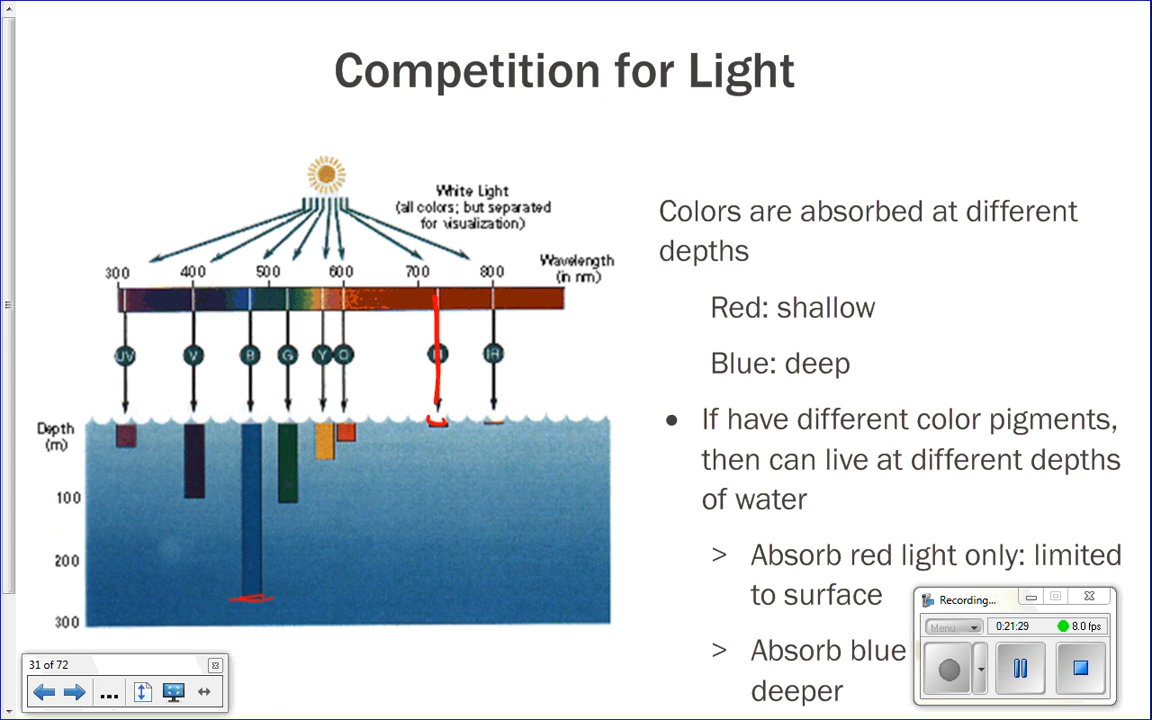 Competition for Light
White Light
(all colors; but separated
for visualization)
Wavelength
(in nm)
300 400 500 600 700 800
UV V B G Y O IR
Depth
(m)
100
200
300
Colors are absorbed at different
depths
Red: shallow
Blue: deep
• If have different color pigments,
then can live at different depths
of water
> Absorb red light only: limited
to surface
> Absorb blue
deeper
Recording...
Menu 0:21:29 8.0 fps
31 of 72
...